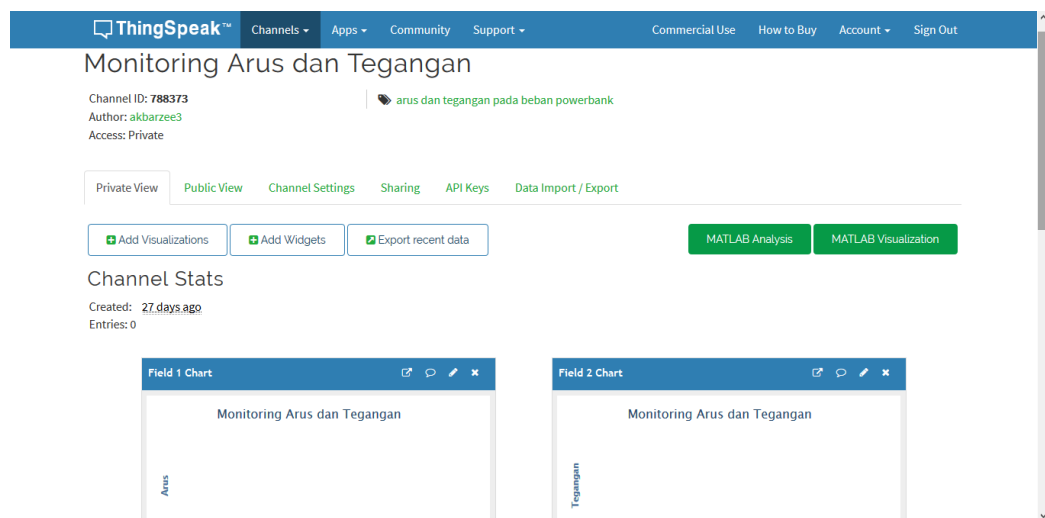 ThingSpeak™ Channels Apps Community Support Commercial Use How to Buy Account Sign Out
Monitoring Arus dan Tegangan
Channel ID: 788373
Author: akbarzee3
Access: Private
arus dan tegangan pada beban powerbank
Private View Public View Channel Settings Sharing API Keys Data Import / Export
Add Visualizations Add Widgets Export recent data MATLAB Analysis MATLAB Visualization
Channel Stats
Created: 27 days ago
Entries: 0
Field 1 Chart
Monitoring Arus dan Tegangan
Arus
Field 2 Chart
Monitoring Arus dan Tegangan
Tegangan